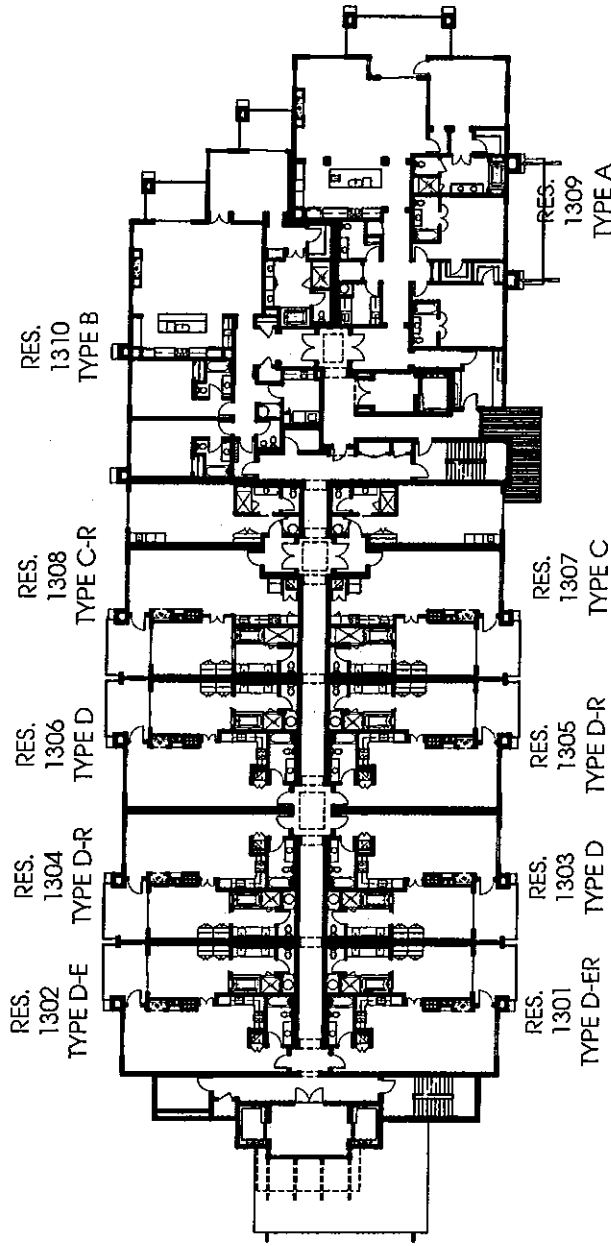 RES.
1310
TYPE B
RES.
1308
TYPE C-R
RES.
1306
TYPE D
RES.
1304
TYPE D-R
RES.
1302
TYPE D-E
RES.
1309
TYPE A
RES.
1307
TYPE C
RES.
1305
TYPE D-R
RES.
1303
TYPE D
RES.
1301
TYPE D-ER